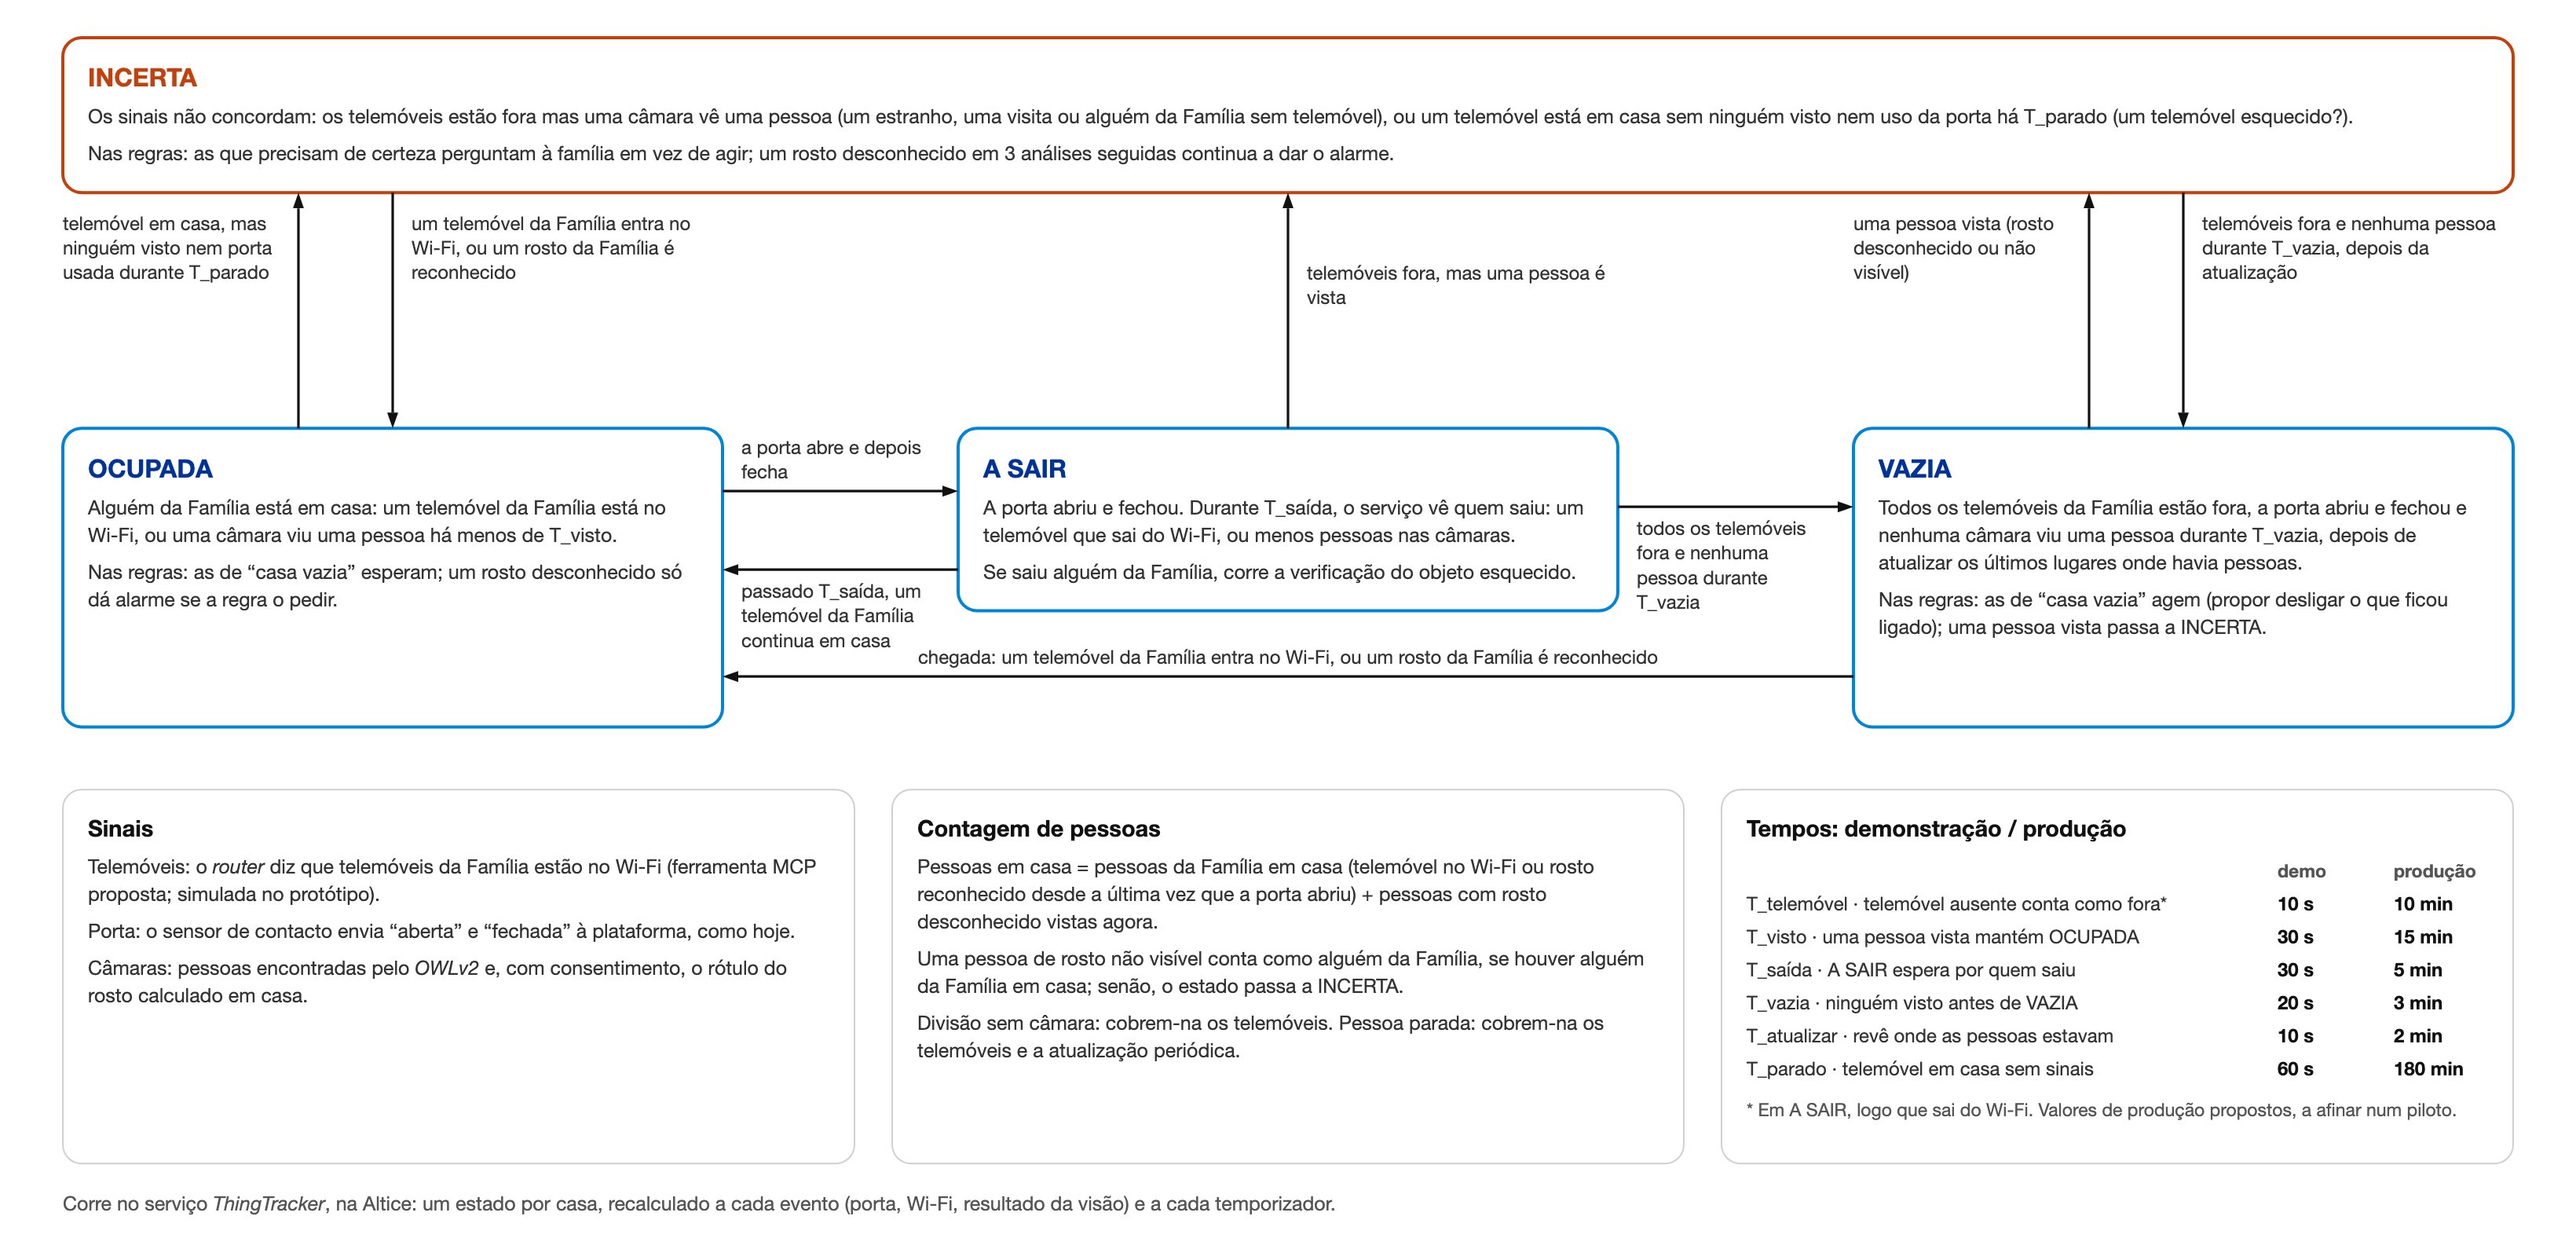 INCERTA
Os sinais não concordam: os telemóveis estão fora mas uma câmara vê uma pessoa (um estranho, uma visita ou alguém da Família sem telemóvel), ou um telemóvel está em casa sem ninguém visto nem uso da porta há T_parado (um telemóvel esquecido?).
Nas regras: as que precisam de certeza perguntam à família em vez de agir; um rosto desconhecido em 3 análises seguidas continua a dar o alarme.
telemóvel em casa, mas
ninguém visto nem porta
usada durante T_parado
um telemóvel da Família entra no
Wi-Fi, ou um rosto da Família é
reconhecido
telemóveis fora, mas uma pessoa é
vista
uma pessoa vista (rosto
desconhecido ou não
visível)
telemóveis fora e nenhuma pessoa
durante T_vazia, depois da
atualização
OCUPADA
Alguém da Família está em casa: um telemóvel da Família está no
Wi-Fi, ou uma câmara viu uma pessoa há menos de T_visto.
Nas regras: as de “casa vazia” esperam; um rosto desconhecido só
dá alarme se a regra o pedir.
a porta abre e depois
fecha
passado T_saída, um
telemóvel da Família
continua em casa
A SAIR
A porta abriu e fechou. Durante T_saída, o serviço vê quem saiu: um
telemóvel que sai do Wi-Fi, ou menos pessoas nas câmaras.
Se saiu alguém da Família, corre a verificação do objeto esquecido.
todos os telemóveis
fora e nenhuma
pessoa durante
T_vazia
VAZIA
Todos os telemóveis da Família estão fora, a porta abriu e fechou e
nenhuma câmara viu uma pessoa durante T_vazia, depois de
atualizar os últimos lugares onde havia pessoas.
Nas regras: as de “casa vazia” agem (propor desligar o que ficou
ligado); uma pessoa vista passa a INCERTA.
chegada: um telemóvel da Família entra no Wi-Fi, ou um rosto da Família é reconhecido
Sinais
Telemóveis: o router diz que telemóveis da Família estão no Wi-Fi (ferramenta MCP
proposta; simulada no protótipo).
Porta: o sensor de contacto envia “aberta” e “fechada” à plataforma, como hoje.
Câmaras: pessoas encontradas pelo OWLv2 e, com consentimento, o rótulo do
rosto calculado em casa.
Contagem de pessoas
Pessoas em casa = pessoas da Família em casa (telemóvel no Wi-Fi ou rosto
reconhecido desde a última vez que a porta abriu) + pessoas com rosto
desconhecido vistas agora.
Uma pessoa de rosto não visível conta como alguém da Família, se houver alguém
da Família em casa; senão, o estado passa a INCERTA.
Divisão sem câmara: cobrem-na os telemóveis. Pessoa parada: cobrem-na os
telemóveis e a atualização periódica.
Tempos: demonstração / produção
demo produção
T_telemóvel · telemóvel ausente conta como fora* 10 s 10 min
T_visto · uma pessoa vista mantém OCUPADA 30 s 15 min
T_saída · A SAIR espera por quem saiu 30 s 5 min
T_vazia · ninguém visto antes de VAZIA 20 s 3 min
T_atualizar · revê onde as pessoas estavam 10 s 2 min
T_parado · telemóvel em casa sem sinais 60 s 180 min
* Em A SAIR, logo que sai do Wi-Fi. Valores de produção propostos, a afinar num piloto.
Corre no serviço ThingTracker, na Altice: um estado por casa, recalculado a cada evento (porta, Wi-Fi, resultado da visão) e a cada temporizador.